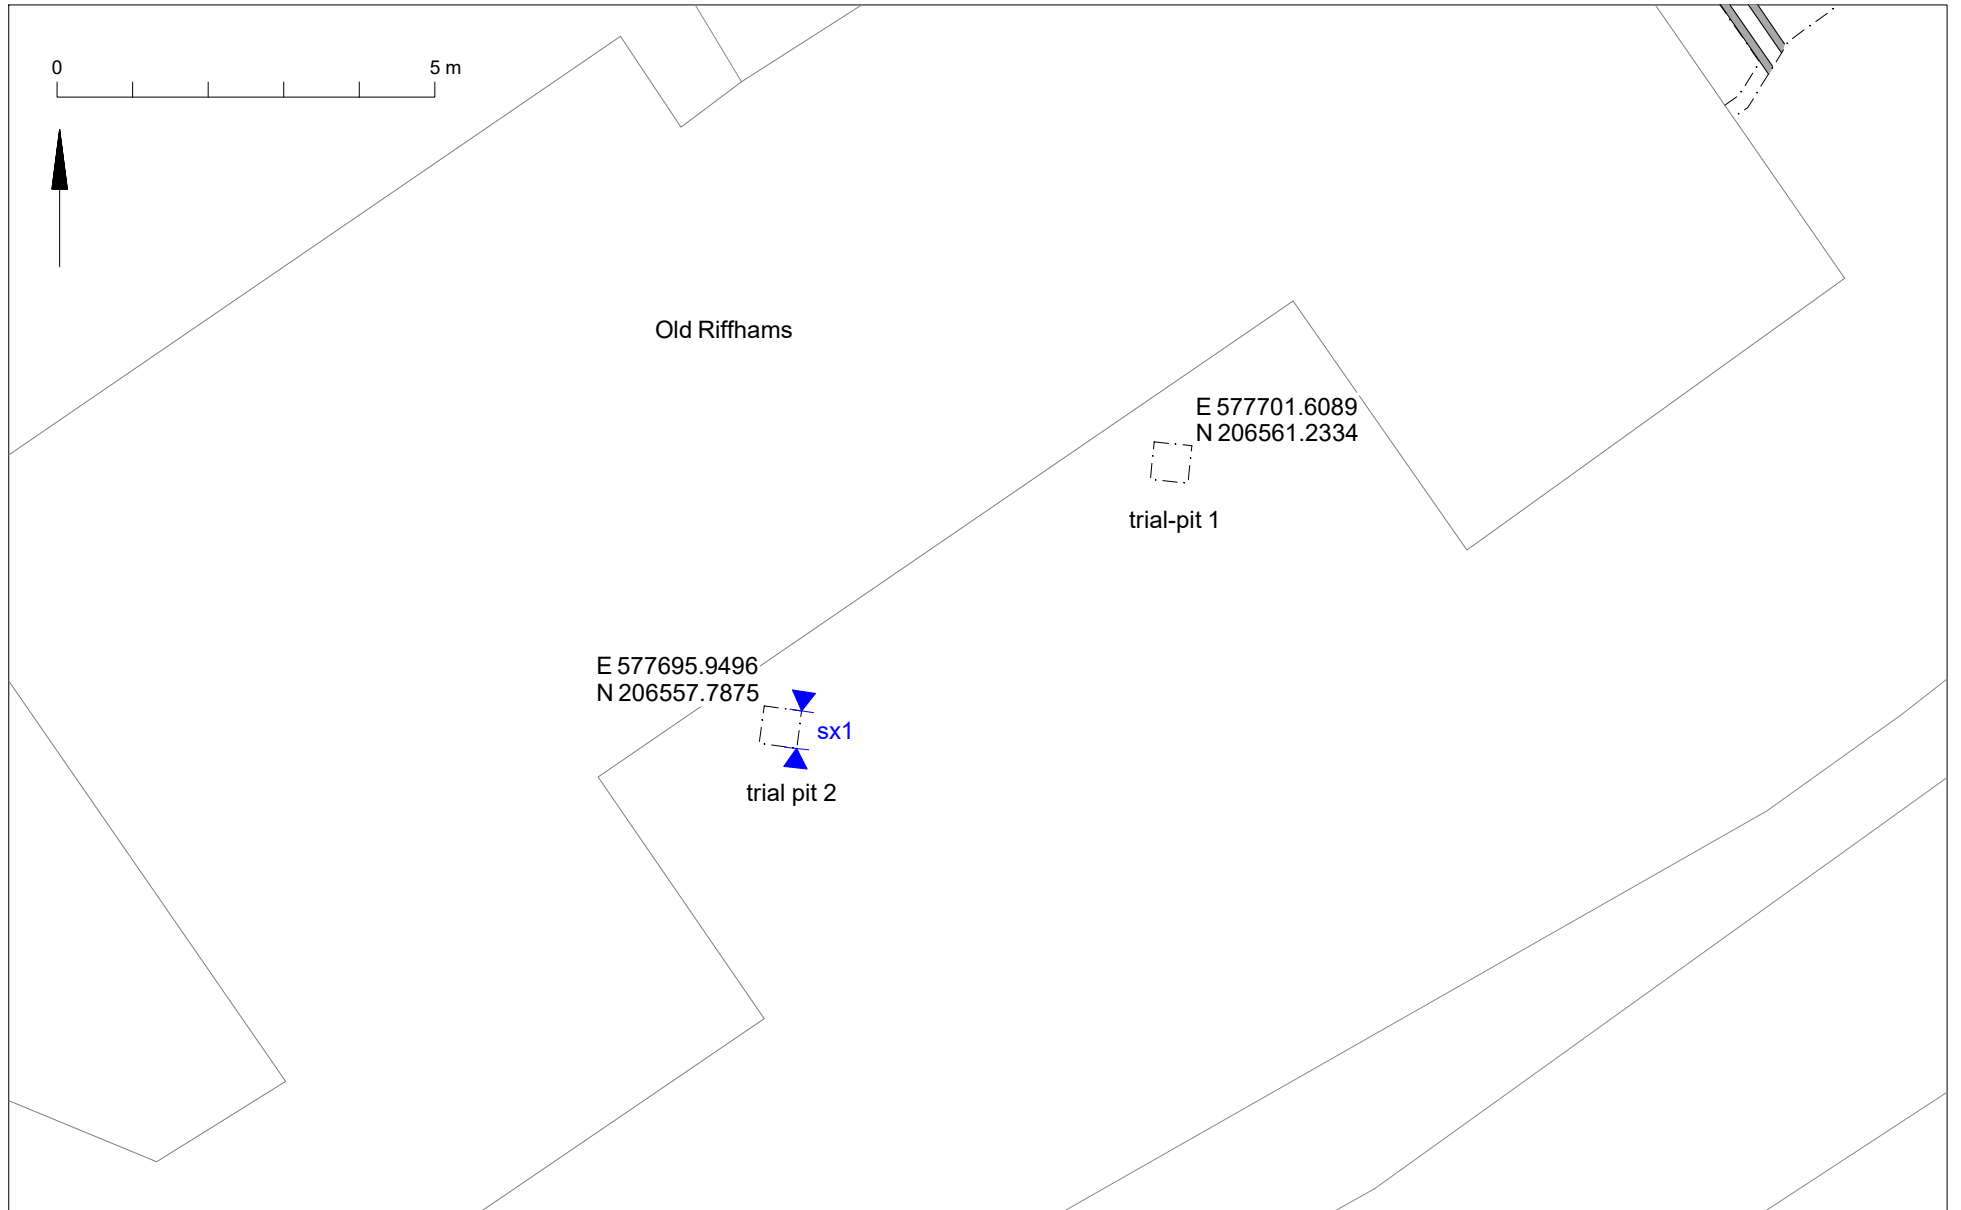 0
5 m
Old Riffhams
E 577701.6089
N 206561.2334
trial-pit 1
E 577695.9496
N 206557.7875
sx1
trial pit 2